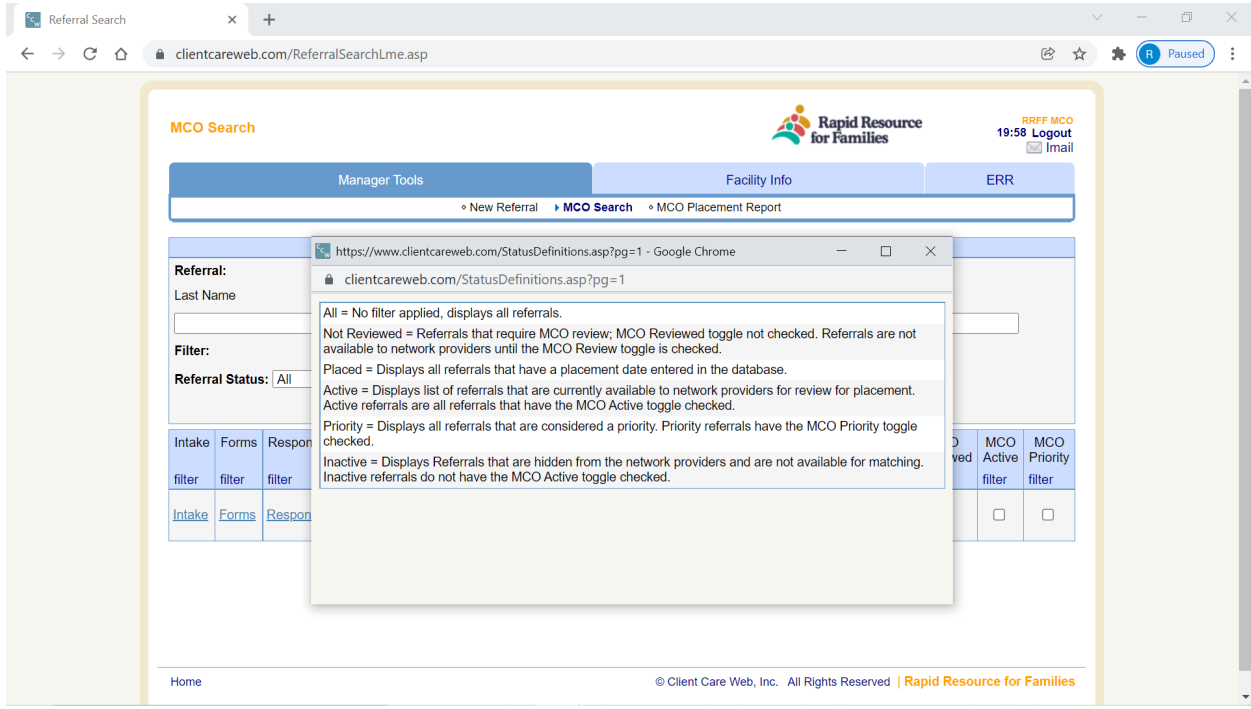 Referral Search
clientcareweb.com/ReferralSearchLme.asp
R Paused
MCO Search
Rapid Resource
for Families
RRFF MCO
19:58 Logout
Imail
Manager Tools Facility Info ERR
New Referral MCO Search MCO Placement Report
https://www.clientcareweb.com/StatusDefinitions.asp?pg=1 - Google Chrome
clientcareweb.com/StatusDefinitions.asp?pg=1
All = No filter applied, displays all referrals.
Not Reviewed = Referrals that require MCO review; MCO Reviewed toggle not checked. Referrals are not
available to network providers until the MCO Review toggle is checked.
Placed = Displays all referrals that have a placement date entered in the database.
Active = Displays list of referrals that are currently available to network providers for review for placement.
Active referrals are all referrals that have the MCO Active toggle checked.
Priority = Displays all referrals that are considered a priority. Priority referrals have the MCO Priority toggle
checked.
Inactive = Displays Referrals that are hidden from the network providers and are not available for matching.
Inactive referrals do not have the MCO Active toggle checked.
Referral:
Last Name
Filter:
Referral Status: All
Intake Forms Respon MCO MCO
Active Priority
filter filter filter filter filter
Intake Forms Respon
Home © Client Care Web, Inc. All Rights Reserved | Rapid Resource for Families